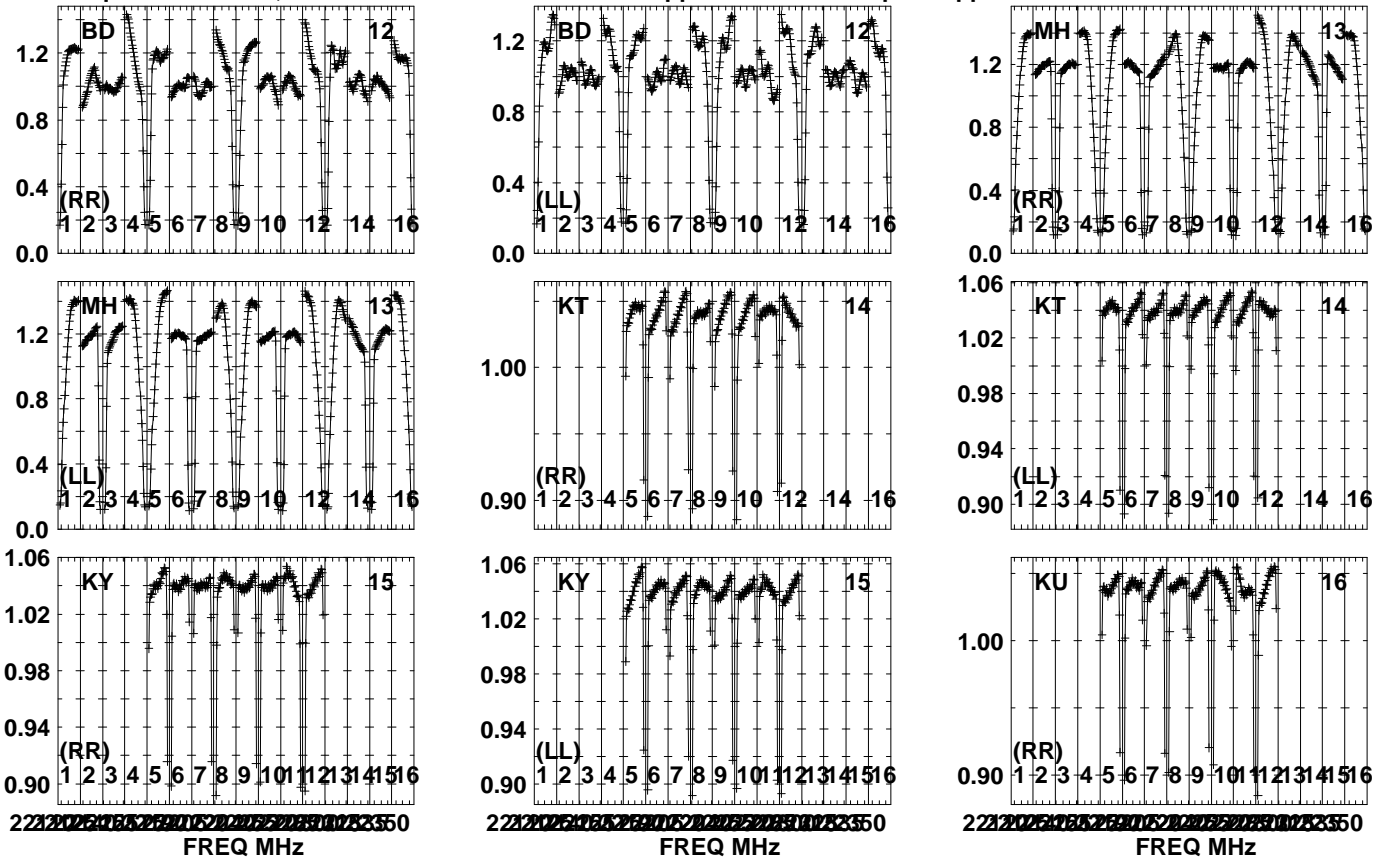 BD 12
1.2
0.8
0.4
0.0
(RR)
1 2 3 4 5 6 7 8 9 10 12 14 16
BD 12
1.2
0.8
0.4
0.0
(LL)
1 2 3 4 5 6 7 8 9 10 12 14 16
MH 13
1.2
0.8
0.4
0.0
(RR)
1 2 3 4 5 6 7 8 9 10 12 14 16
MH 13
1.2
0.8
0.4
0.0
(LL)
1 2 3 4 5 6 7 8 9 10 12 14 16
KT 14
1.00
0.90
(RR)
1 2 3 4 5 6 7 8 9 10 12 14 16
KT 14
1.06
1.02
0.98
0.94
0.90
(LL)
1 2 3 4 5 6 7 8 9 10 12 14 16
KY 15
1.06
1.02
0.98
0.94
0.90
(RR)
1 2 3 4 5 6 7 8 9 10 11 12 13 14 15 16
FREQ MHz
KY 15
1.06
1.02
0.98
0.94
0.90
(LL)
1 2 3 4 5 6 7 8 9 10 11 12 13 14 15 16
FREQ MHz
KU 16
1.00
0.90
(RR)
1 2 3 4 5 6 7 8 9 10 11 12 13 14 15 16
FREQ MHz